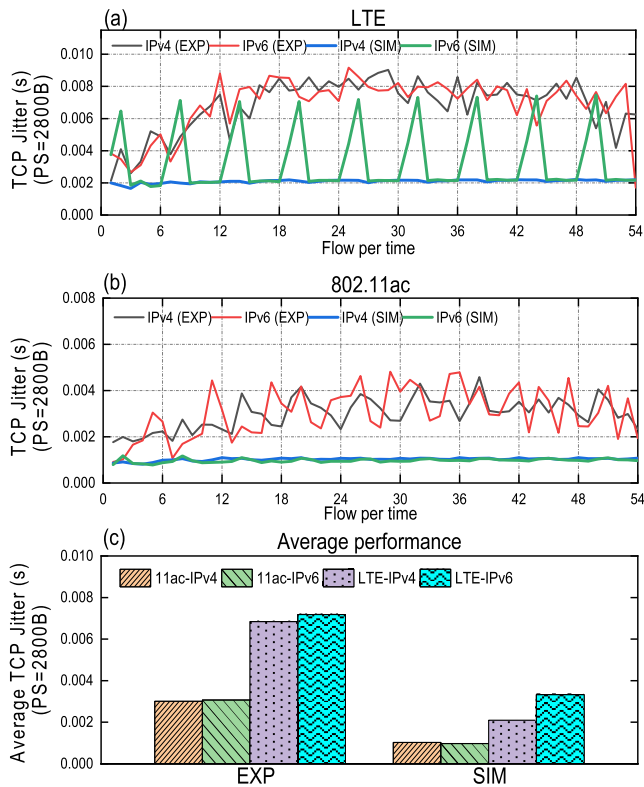 (a)
LTE
IPv4 (EXP) IPv6 (EXP) IPv4 (SIM) IPv6 (SIM)
TCP Jitter (s)
(PS=2800B)
0.010
0.008
0.006
0.004
0.002
0.000
0 6 12 18 24 30 36 42 48 54
Flow per time
(b)
802.11ac
IPv4 (EXP) IPv6 (EXP) IPv4 (SIM) IPv6 (SIM)
TCP Jitter (s)
(PS=2800B)
0.008
0.006
0.004
0.002
0.000
0 6 12 18 24 30 36 42 48 54
Flow per time
(c)
Average performance
11ac-IPv4 11ac-IPv6 LTE-IPv4 LTE-IPv6
Average TCP Jitter (s)
(PS=2800B)
0.010
0.008
0.006
0.004
0.002
0.000
EXP SIM